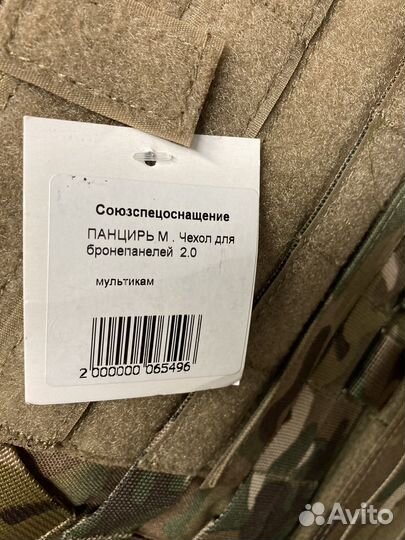 Союзспецоснащение
ПАНЦИРЬ М . Чехол для
бронепанелей 2.0
мультикам
2 000000 065496
Avito